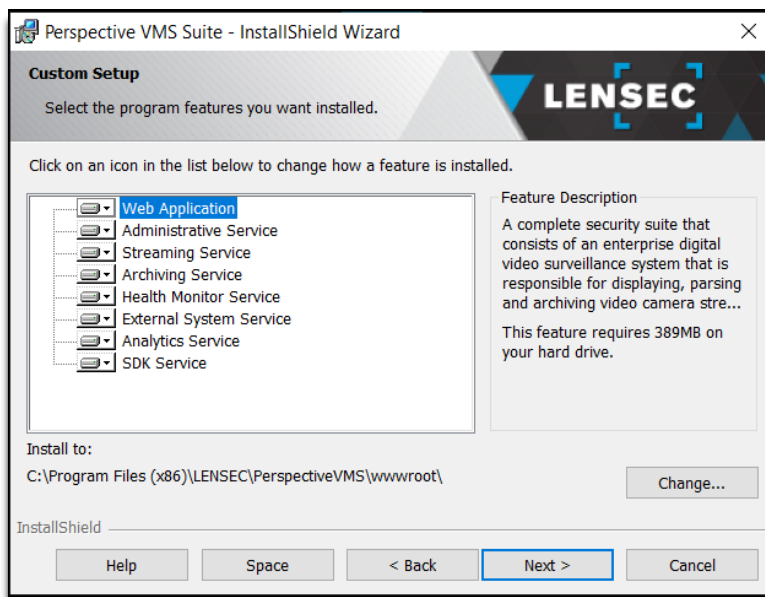 Perspective VMS Suite - InstallShield Wizard
Custom Setup
Select the program features you want installed.
LENSEC
Click on an icon in the list below to change how a feature is installed.
Web Application
Administrative Service
Streaming Service
Archiving Service
Health Monitor Service
External System Service
Analytics Service
SDK Service
Feature Description
A complete security suite that
consists of an enterprise digital
video surveillance system that is
responsible for displaying, parsing
and archiving video camera stre...
This feature requires 389MB on
your hard drive.
Install to:
C:\Program Files (x86)\LENSEC\PerspectiveVMS\wwwroot\
Change...
InstallShield
Help
Space
< Back
Next >
Cancel